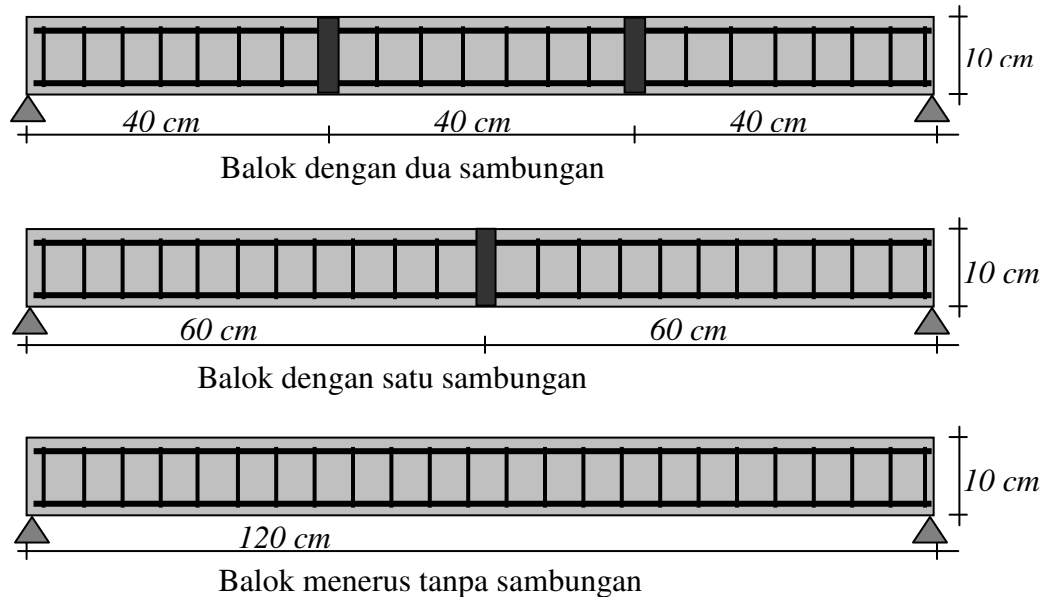 10 cm
40 cm 40 cm 40 cm
Balok dengan dua sambungan
10 cm
60 cm 60 cm
Balok dengan satu sambungan
10 cm
120 cm
Balok menerus tanpa sambungan